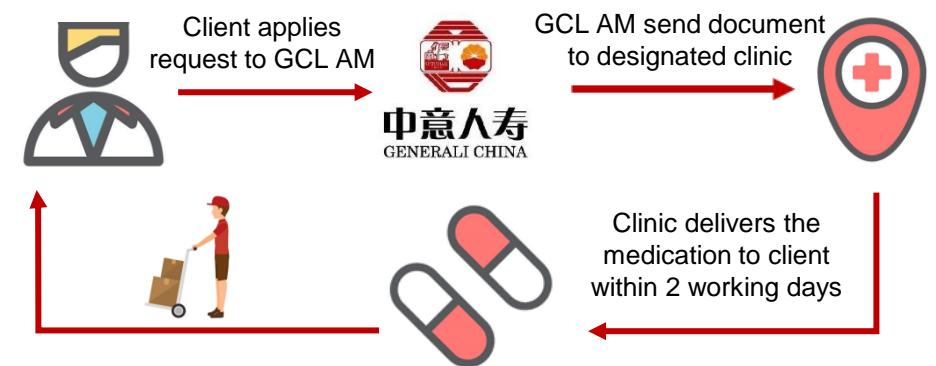 Client applies
request to GCL AM
GCL AM send document
to designated clinic
中意人寿
GENERALI CHINA
Clinic delivers the
medication to client
within 2 working days